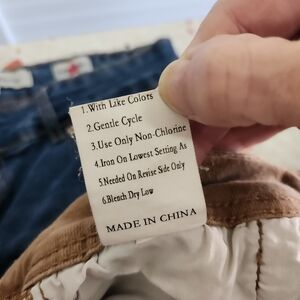 1.With Like Colors
2.Gentle Cycle
3.Use Only Non-Chlorine
4.Iron On Lowest Setting As
5.Needed On Revise Side Only
6.Bleach Dry Low
MADE IN CHINA